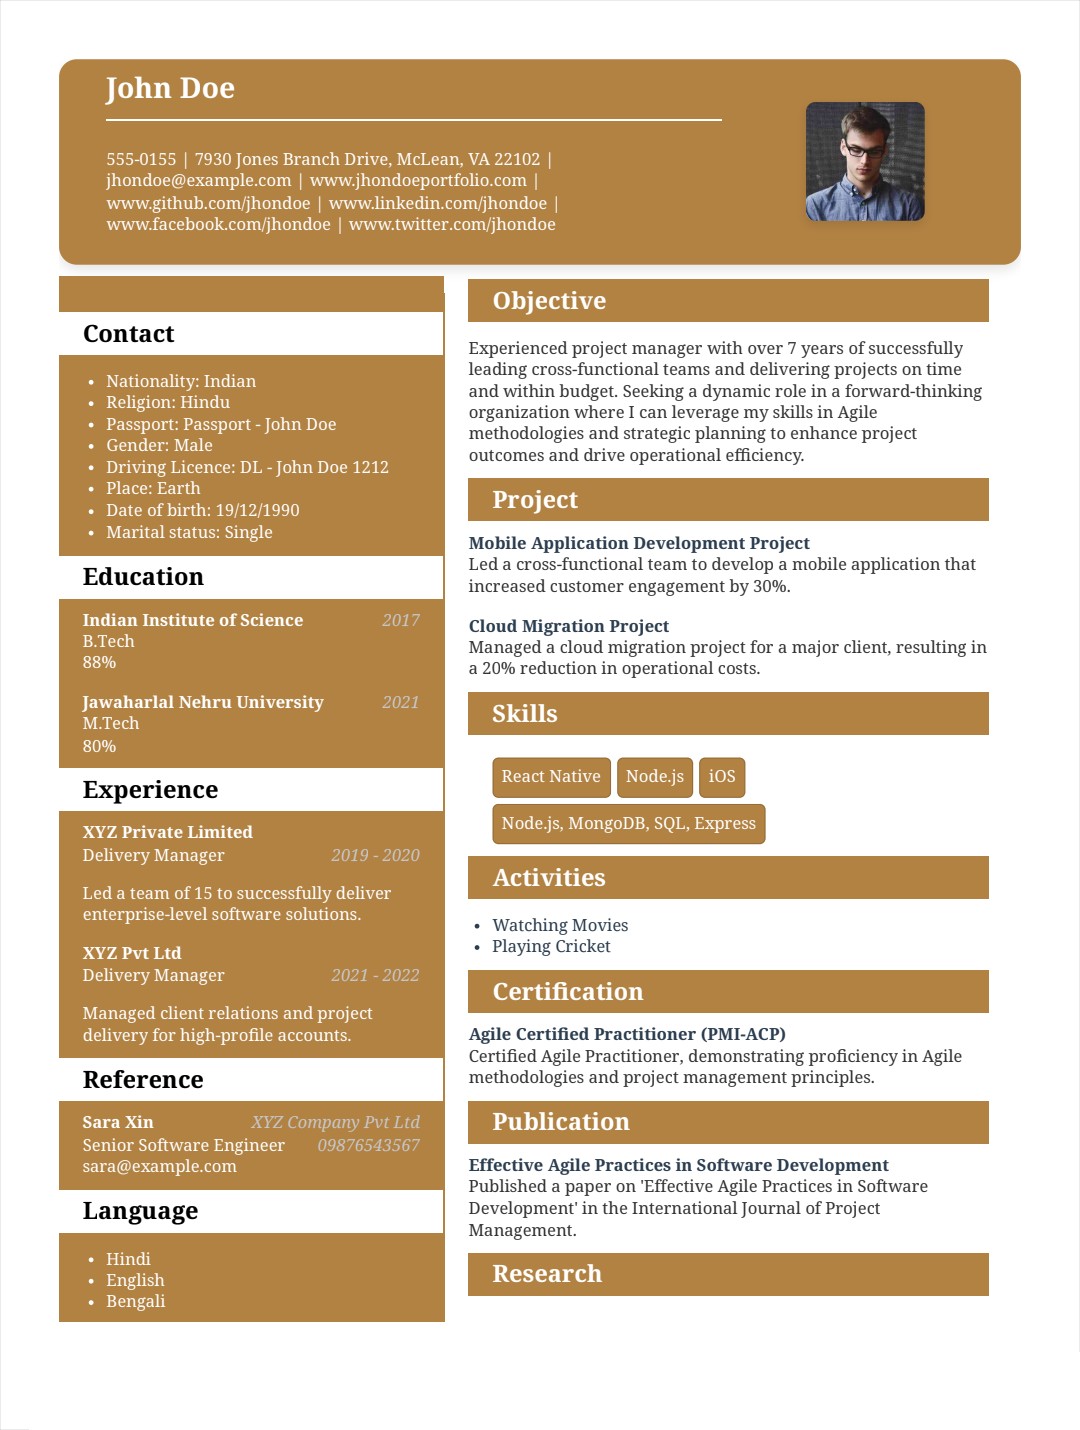 John Doe
555-0155 | 7930 Jones Branch Drive, McLean, VA 22102 |
jhondoe@example.com | www.jhondoeportfolio.com |
www.github.com/jhondoe | www.linkedin.com/jhondoe |
www.facebook.com/jhondoe | www.twitter.com/jhondoe
Contact
• Nationality: Indian
• Religion: Hindu
• Passport: Passport - John Doe
• Gender: Male
• Driving Licence: DL - John Doe 1212
• Place: Earth
• Date of birth: 19/12/1990
• Marital status: Single
Education
Indian Institute of Science 2017
B.Tech
88%
Jawaharlal Nehru University 2021
M.Tech
80%
Experience
XYZ Private Limited
Delivery Manager 2019 - 2020
Led a team of 15 to successfully deliver
enterprise-level software solutions.
XYZ Pvt Ltd
Delivery Manager 2021 - 2022
Managed client relations and project
delivery for high-profile accounts.
Reference
Sara Xin XYZ Company Pvt Ltd
Senior Software Engineer 09876543567
sara@example.com
Language
• Hindi
• English
• Bengali
Objective
Experienced project manager with over 7 years of successfully
leading cross-functional teams and delivering projects on time
and within budget. Seeking a dynamic role in a forward-thinking
organization where I can leverage my skills in Agile
methodologies and strategic planning to enhance project
outcomes and drive operational efficiency.
Project
Mobile Application Development Project
Led a cross-functional team to develop a mobile application that
increased customer engagement by 30%.
Cloud Migration Project
Managed a cloud migration project for a major client, resulting in
a 20% reduction in operational costs.
Skills
React Native Node.js iOS
Node.js, MongoDB, SQL, Express
Activities
• Watching Movies
• Playing Cricket
Certification
Agile Certified Practitioner (PMI-ACP)
Certified Agile Practitioner, demonstrating proficiency in Agile
methodologies and project management principles.
Publication
Effective Agile Practices in Software Development
Published a paper on 'Effective Agile Practices in Software
Development' in the International Journal of Project
Management.
Research